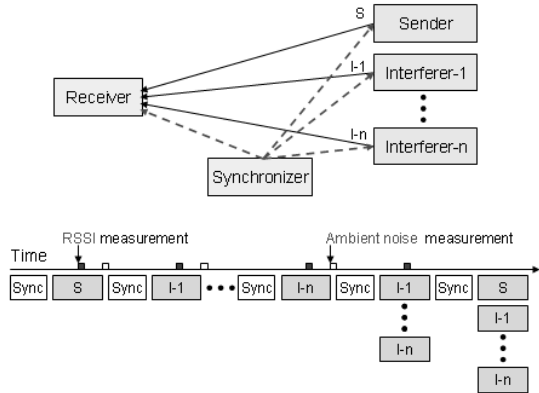 S
Sender
I-1
Interferer-1
Receiver
I-n
Interferer-n
Synchronizer
RSSI measurement
Ambient noise measurement
Time
Sync S Sync I-1 Sync I-n Sync I-1 Sync S
I-1
I-n
I-n